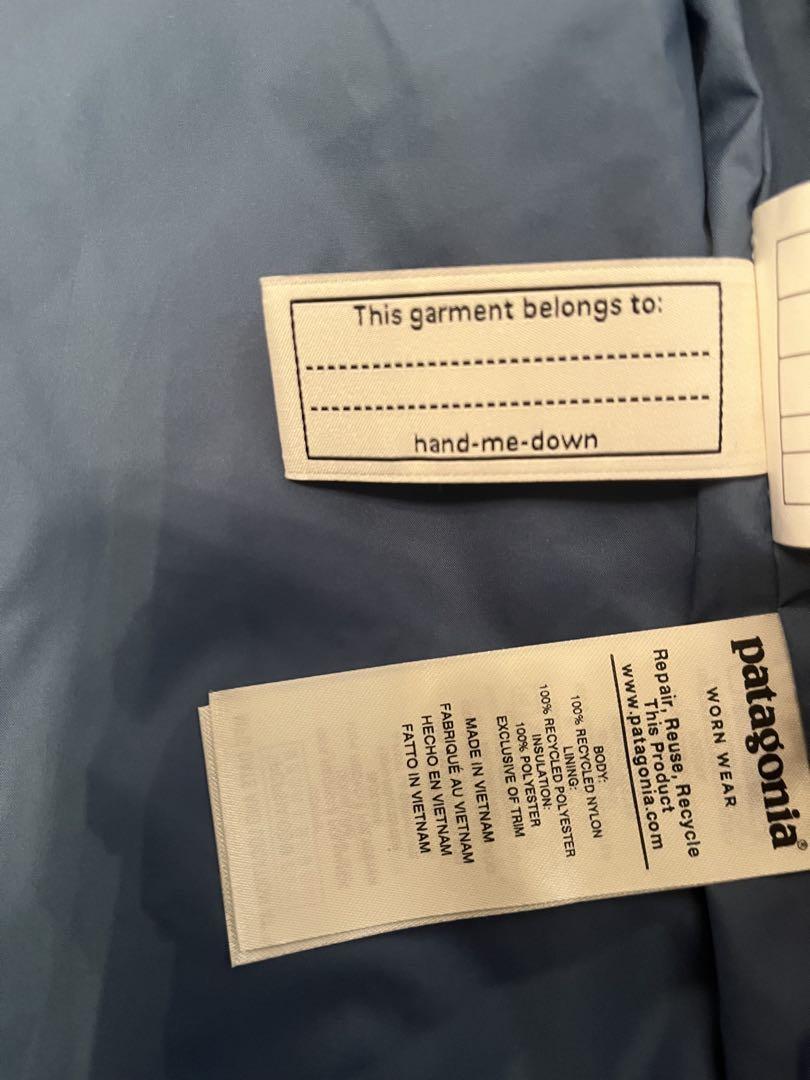 This garment belongs to:
hand-me-down
patagonia®
WORN WEAR
Repair, Reuse, Recycle
This Product
www.patagonia.com
BODY:
100% RECYCLED NYLON
LINING:
100% RECYCLED POLYESTER
INSULATION:
100% POLYESTER
EXCLUSIVE OF TRIM
MADE IN VIETNAM
FABRIQUÉ AU VIETNAM
HECHO EN VIETNAM
FATTO IN VIETNAM